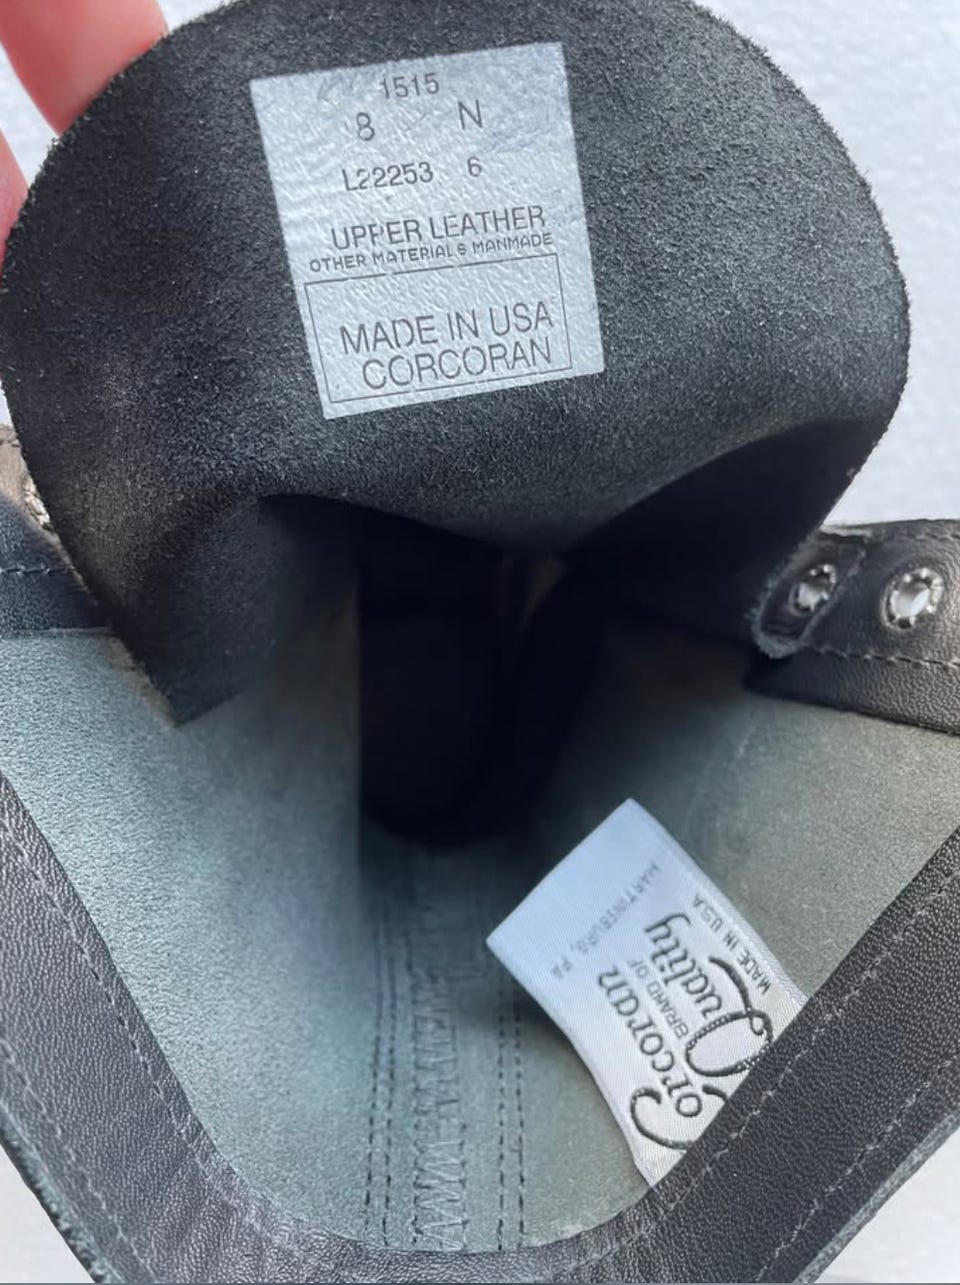 1515
8 N
L22253 6
UPPER LEATHER
OTHER MATERIALS MANMADE
MADE IN USA
CORCORAN
Corcoran
BRAND OF
Quality
MADE IN U.S.A
MARTINSBURG, PA